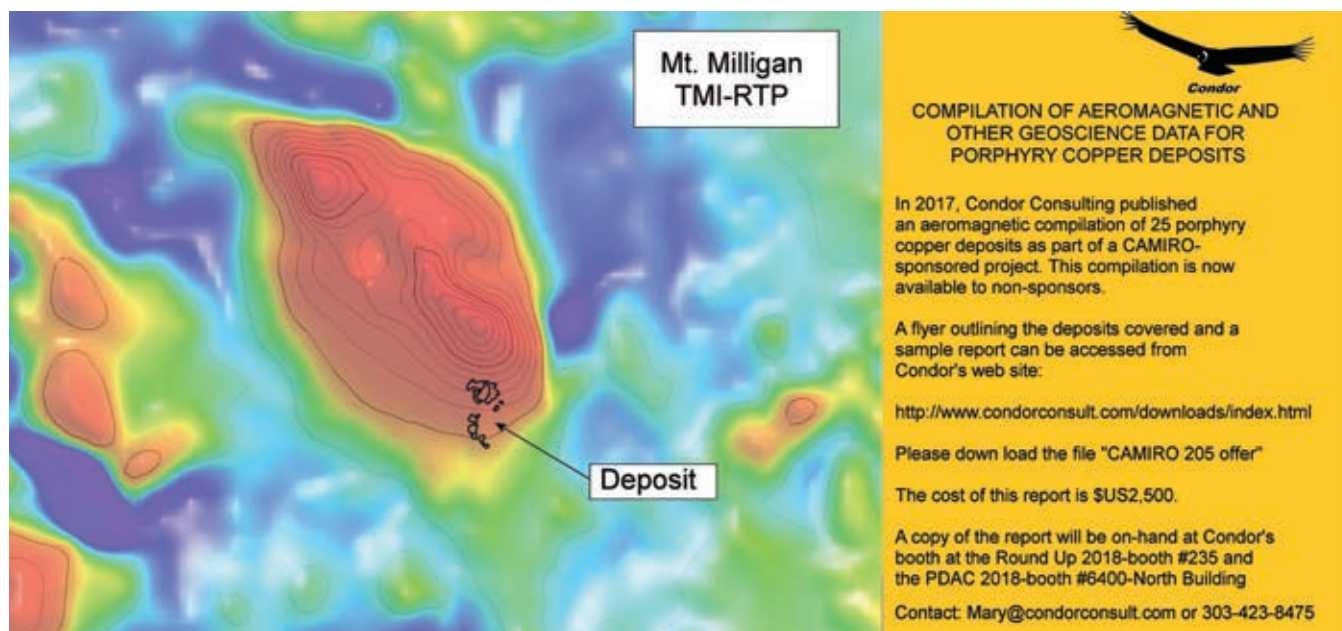 Mt. Milligan
TMI-RTP
Deposit
Condor
COMPILATION OF AEROMAGNETIC AND
OTHER GEOSCIENCE DATA FOR
PORPHYRY COPPER DEPOSITS
In 2017, Condor Consulting published
an aeromagnetic compilation of 25 porphyry
copper deposits as part of a CAMIRO-
sponsored project. This compilation is now
available to non-sponsors.
A flyer outlining the deposits covered and a
sample report can be accessed from
Condor's web site:
http://www.condorconsult.com/downloads/index.html
Please down load the file "CAMIRO 205 offer"
The cost of this report is $US2,500.
A copy of the report will be on-hand at Condor's
booth at the Round Up 2018-booth #235 and
the PDAC 2018-booth #6400-North Building
Contact: Mary@condorconsult.com or 303-423-8475